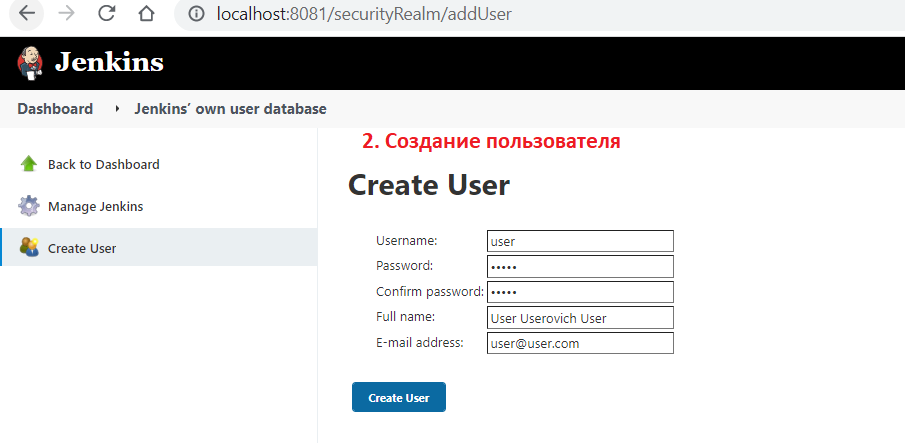 localhost:8081/securityRealm/addUser
Jenkins
Dashboard Jenkins’ own user database
2. Создание пользователя
Back to Dashboard
Manage Jenkins
Create User
Create User
Username: user
Password: •••••
Confirm password: •••••
Full name: User Userovich User
E-mail address: user@user.com
Create User